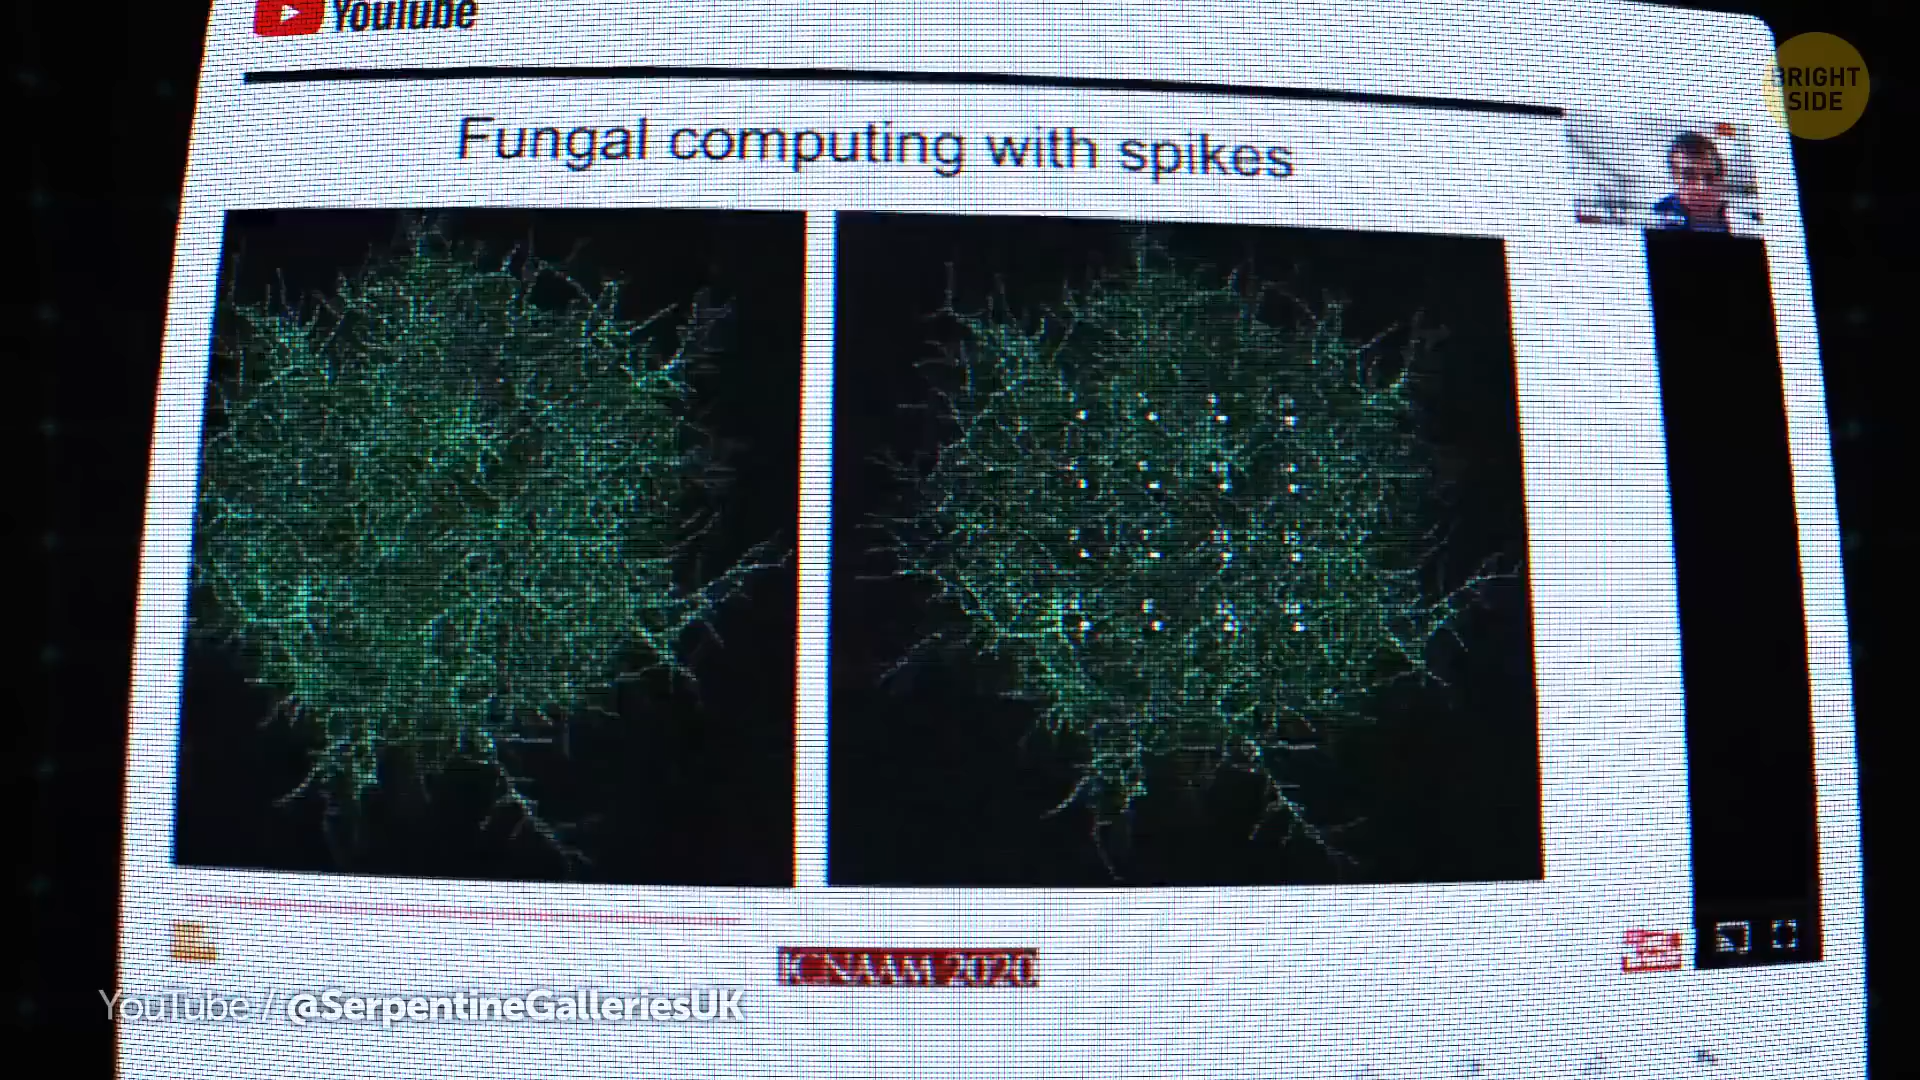 YouTube
BRIGHT
SIDE
Fungal computing with spikes
ICNAAM 2020
YouTube / @SerpentineGalleriesUK